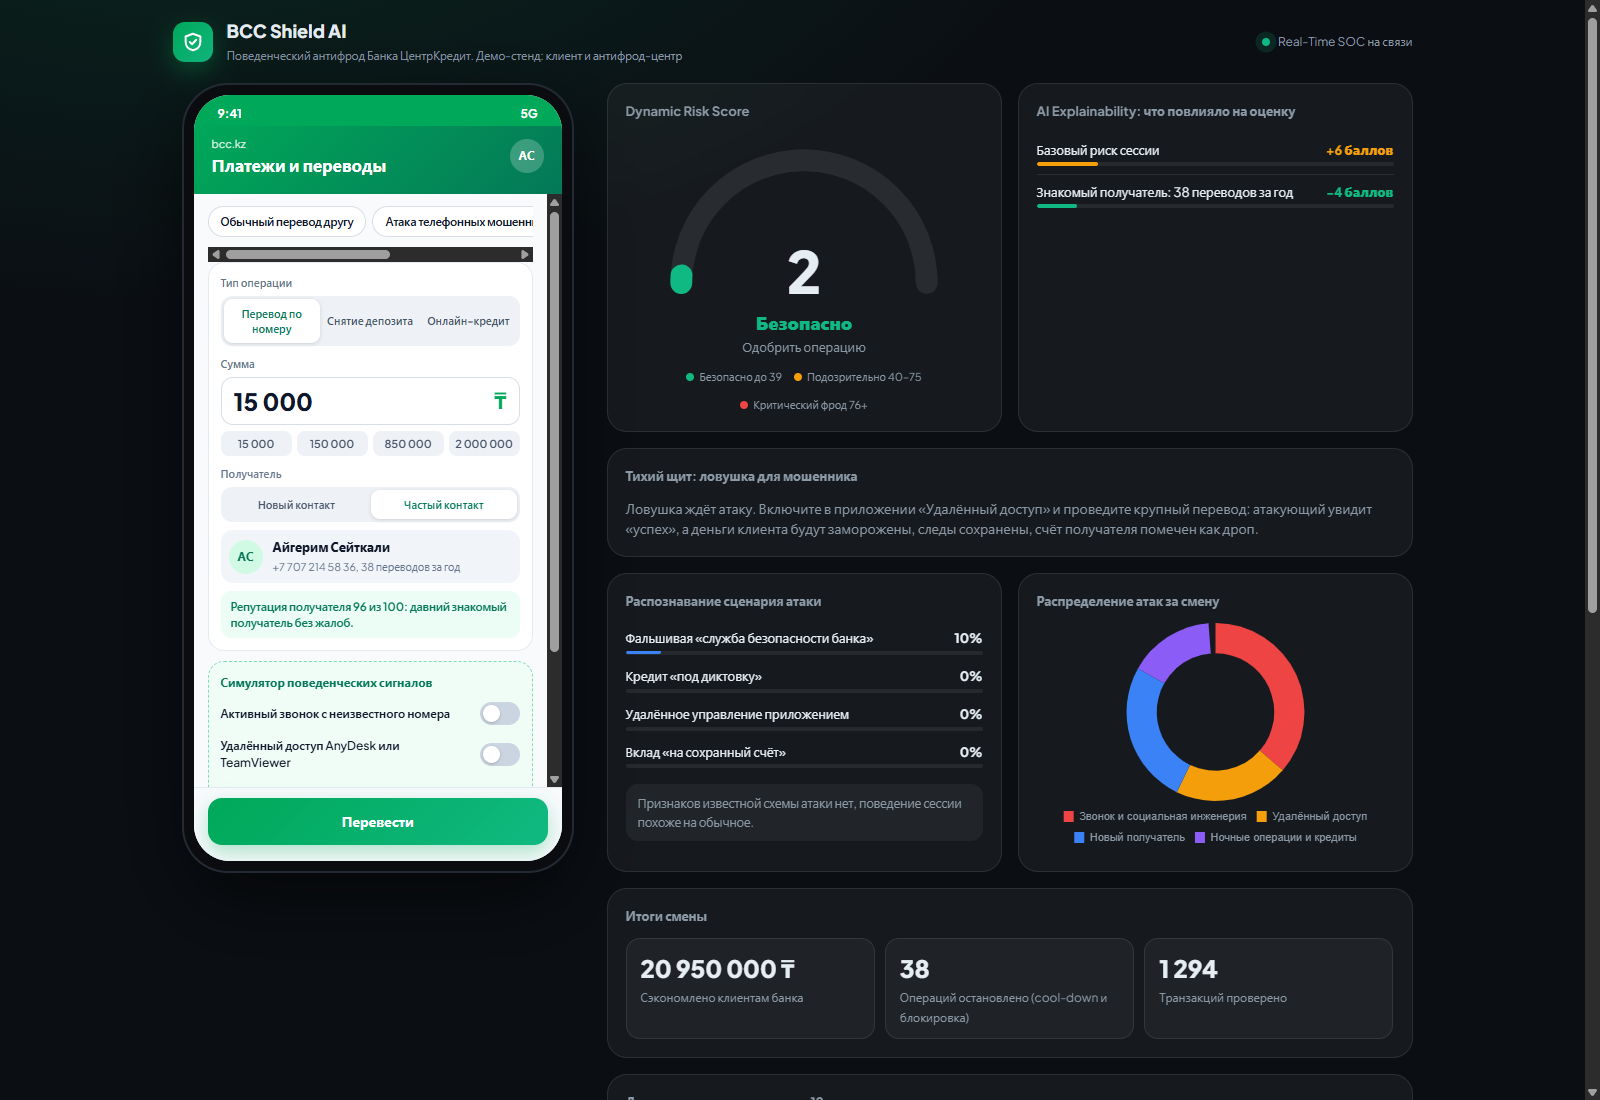 BCC Shield AI
Поведенческий антифрод Банка ЦентрКредит. Демо-стенд: клиент и антифрод-центр
Real-Time SOC на связи
9:41
5G
bcc.kz
Платежи и переводы
АС
Обычный перевод другу
Атака телефонных мошенн
Тип операции
Перевод по
номеру
Снятие депозита
Онлайн-кредит
Сумма
15 000
₸
15 000
150 000
850 000
2 000 000
Получатель
Новый контакт
Частый контакт
АС
Айгерим Сейткали
+7 707 214 58 36, 38 переводов за год
Репутация получателя 96 из 100: давний знакомый
получатель без жалоб.
Симулятор поведенческих сигналов
Активный звонок с неизвестного номера
Удалённый доступ AnyDesk или
TeamViewer
Перевести
Dynamic Risk Score
2
Безопасно
Одобрить операцию
Безопасно до 39
Подозрительно 40–75
Критический фрод 76+
AI Explainability: что повлияло на оценку
Базовый риск сессии
+6 баллов
Знакомый получатель: 38 переводов за год
−4 баллов
Тихий щит: ловушка для мошенника
Ловушка ждёт атаку. Включите в приложении «Удалённый доступ» и проведите крупный перевод: атакующий увидит
«успех», а деньги клиента будут заморожены, следы сохранены, счёт получателя помечен как дроп.
Распознавание сценария атаки
Фальшивая «служба безопасности банка»
10%
Кредит «под диктовку»
0%
Удалённое управление приложением
0%
Вклад «на сохранный счёт»
0%
Признаков известной схемы атаки нет, поведение сессии
похоже на обычное.
Распределение атак за смену
Звонок и социальная инженерия
Удалённый доступ
Новый получатель
Ночные операции и кредиты
Итоги смены
20 950 000 ₸
Сэкономлено клиентам банка
38
Операций остановлено (cool-down и
блокировка)
1 294
Транзакций проверено